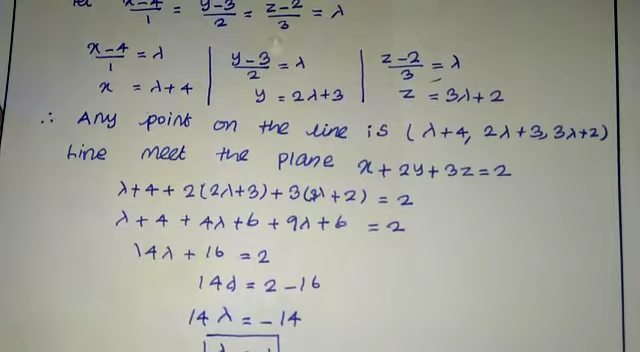 let x-4/1 = y-3/2 = z-2/3 = λ
x-4/1 = λ | y-3/2 = λ | z-2/3 = λ
x = λ+4 | y = 2λ+3 | z = 3λ+2
∴ Any point on the line is (λ+4, 2λ+3, 3λ+2)
Line meet the plane x+2y+3z=2
λ+4+2(2λ+3)+3(3λ+2) = 2
λ+4+4λ+6+9λ+6 = 2
14λ+16 = 2
14λ = 2-16
14λ = -14